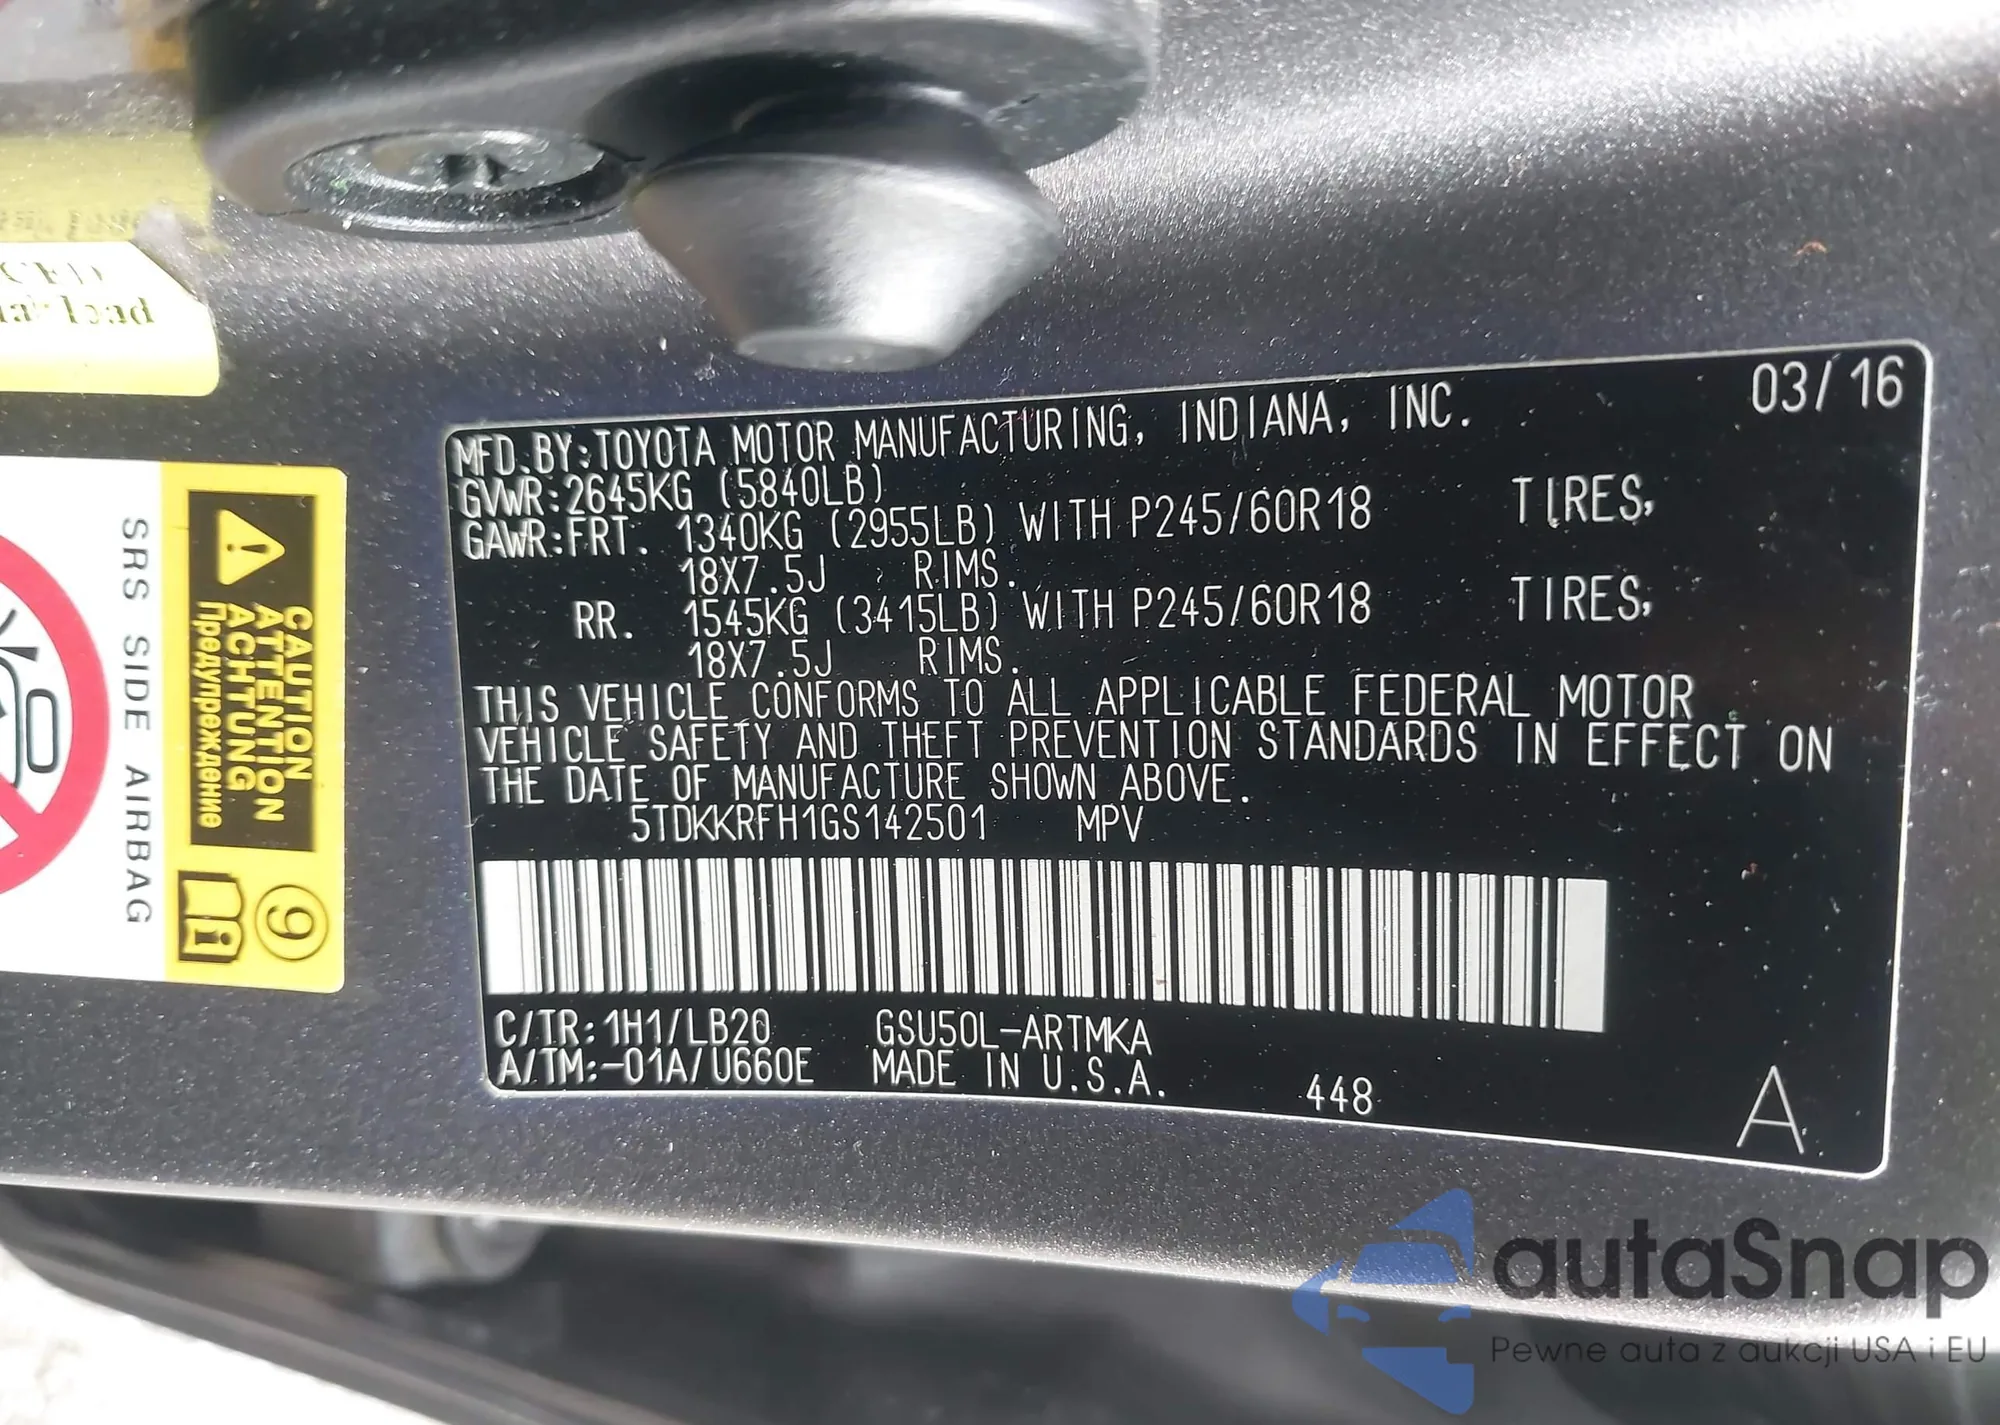 ad
SRS SIDE AIRBAG
CAUTION
ATTENTION
ACHTUNG
Предупреждение
9
03/16
MFD.BY:TOYOTA MOTOR MANUFACTURING, INDIANA, INC.
GVWR:2645KG (5840LB)
GAWR:FRT. 1340KG (2955LB) WITH P245/60R18 TIRES,
18X7.5J RIMS.
RR. 1545KG (3415LB) WITH P245/60R18 TIRES,
18X7.5J RIMS.
THIS VEHICLE CONFORMS TO ALL APPLICABLE FEDERAL MOTOR
VEHICLE SAFETY AND THEFT PREVENTION STANDARDS IN EFFECT ON
THE DATE OF MANUFACTURE SHOWN ABOVE.
5TDKKRFH1GS142501 MPV
C/TR:1H1/LB20 GSU50L-ARTMKA
A/TM:-01A/U660E MADE IN U.S.A. 448 A
autaSnap
Pewne auta z aukcji USA i EU